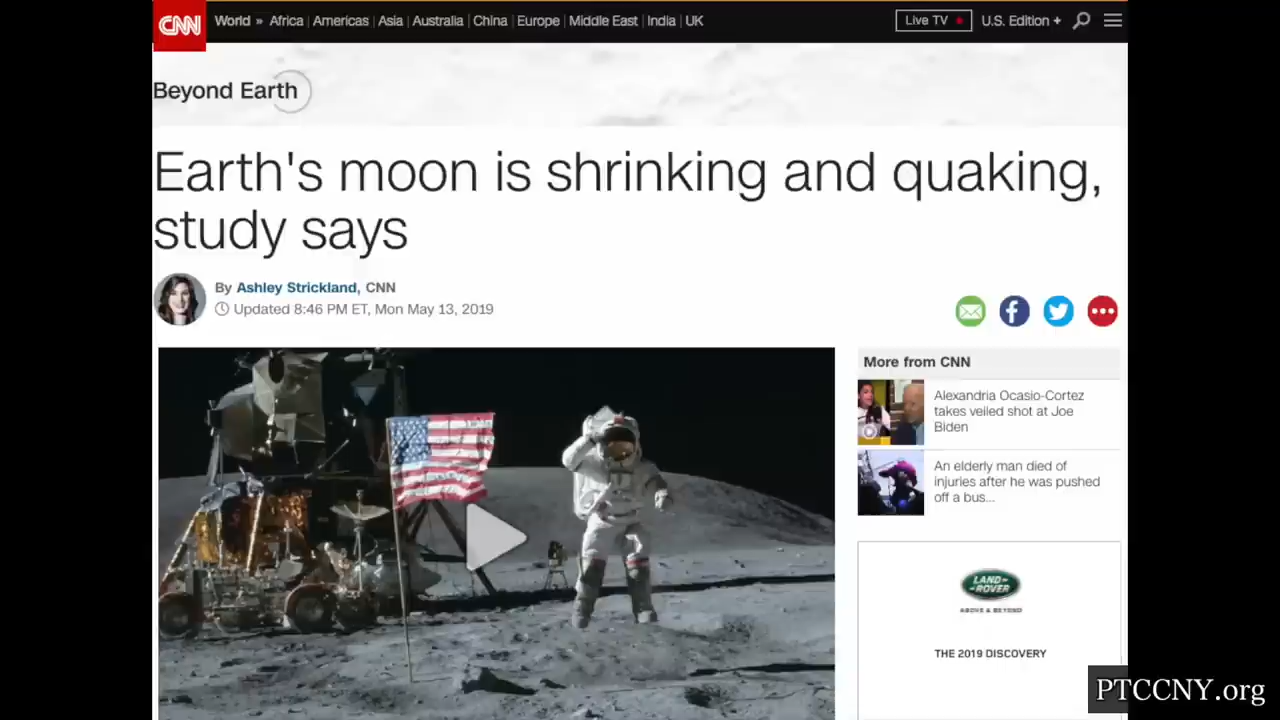 CNN World » Africa | Americas | Asia | Australia | China | Europe | Middle East | India | UK Live TV U.S. Edition +
Beyond Earth
Earth's moon is shrinking and quaking,
study says
By Ashley Strickland, CNN
Updated 8:46 PM ET, Mon May 13, 2019
More from CNN
Alexandria Ocasio-Cortez
takes veiled shot at Joe
Biden
An elderly man died of
injuries after he was pushed
off a bus...
LAND-
-ROVER
ABOVE & BEYOND
THE 2019 DISCOVERY
PTCCNY.org